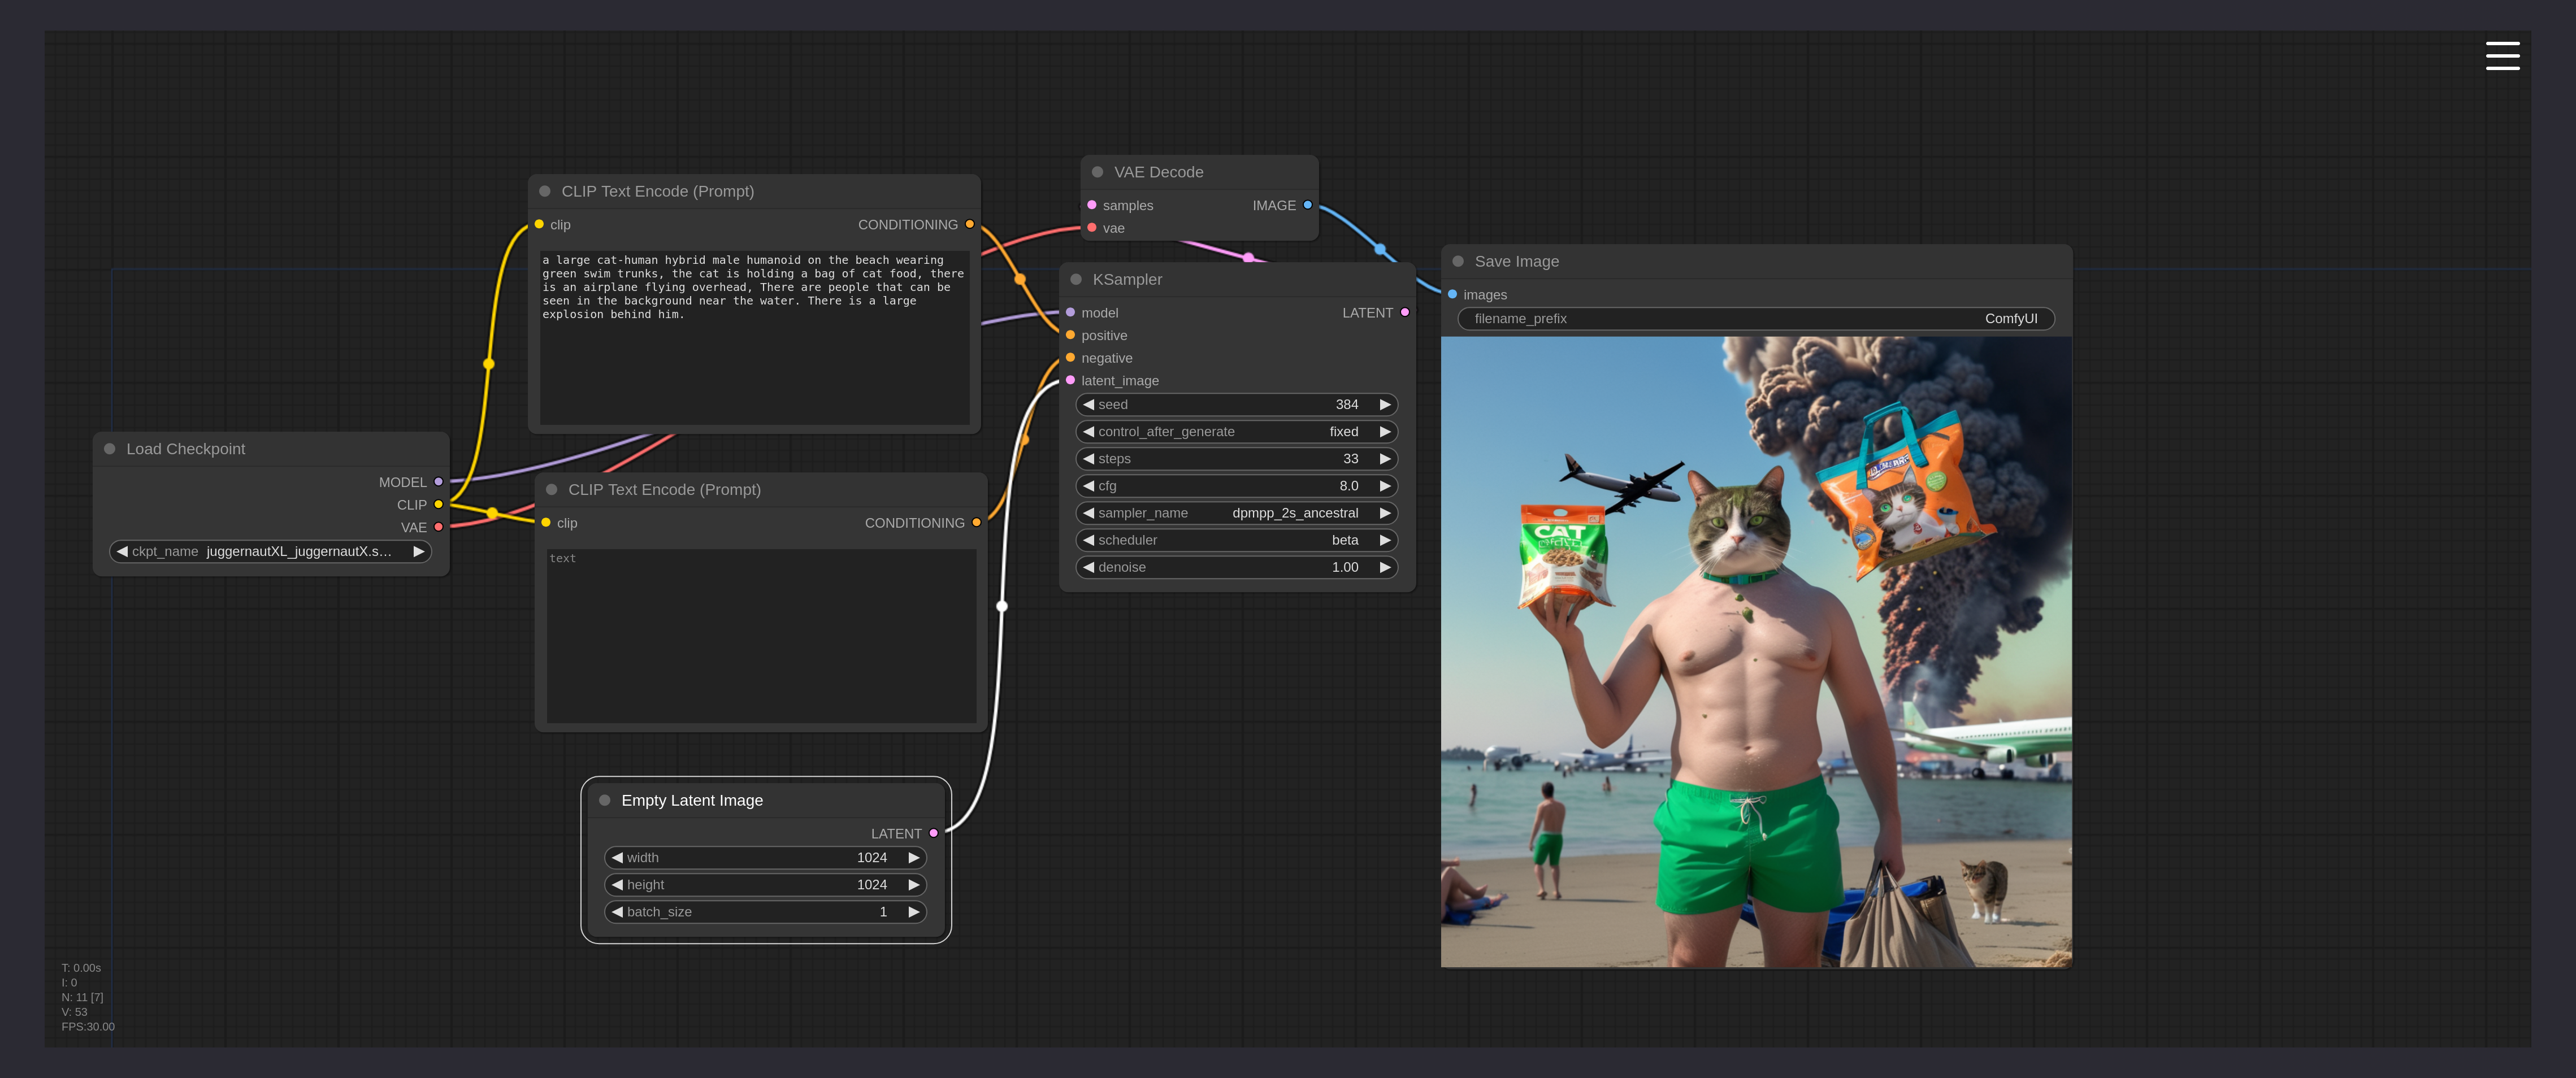 CLIP Text Encode (Prompt)
clip
CONDITIONING
a large cat-human hybrid male humanoid on the beach wearing
green swim trunks, the cat is holding a bag of cat food, there
is an airplane flying overhead, There are people that can be
seen in the background near the water. There is a large
explosion behind him.
VAE Decode
samples
IMAGE
vae
Load Checkpoint
MODEL
CLIP
VAE
ckpt_name juggernautXL_juggernautX.s…
CLIP Text Encode (Prompt)
clip
CONDITIONING
text
KSampler
model
LATENT
positive
negative
latent_image
seed 384
control_after_generate fixed
steps 33
cfg 8.0
sampler_name dpmpp_2s_ancestral
scheduler beta
denoise 1.00
Empty Latent Image
LATENT
width 1024
height 1024
batch_size 1
Save Image
images
filename_prefix ComfyUI
CAT
T: 0.00s
I: 0
N: 11 [7]
V: 53
FPS:30.00